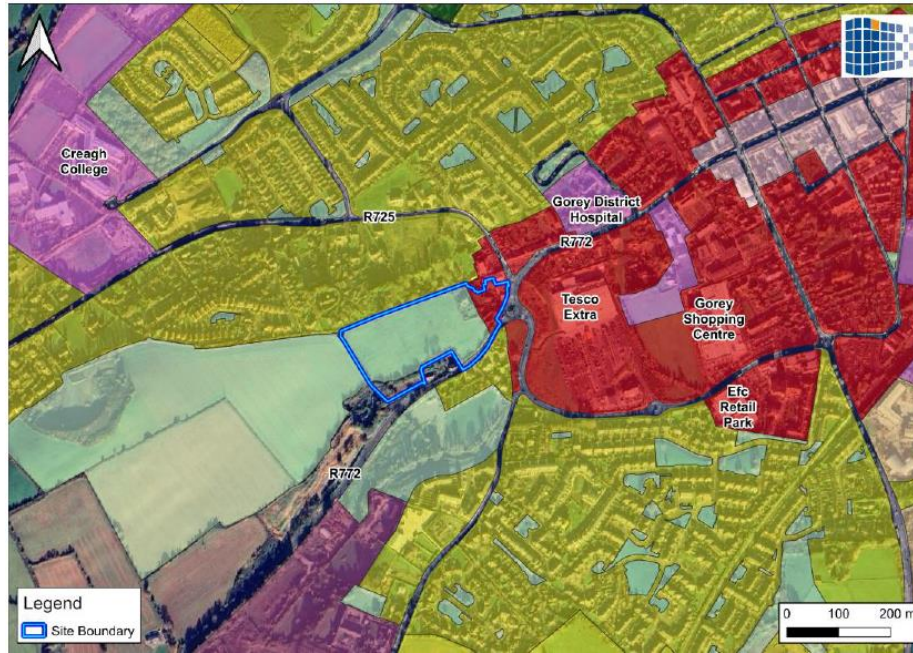 Creagh
College
R725
Gorey District
Hospital
R772
Tesco
Extra
Gorey
Shopping
Centre
Efc
Retail
Park
R772
Legend
Site Boundary
0 100 200 m